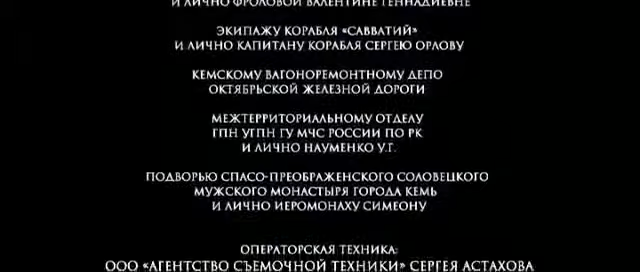 И ЛИЧНО ФРОЛОВОЙ ВАЛЕНТИНЕ ГЕННАДИЕВНЕ
ЭКИПАЖУ КОРАБЛЯ «САВВАТИЙ»
И ЛИЧНО КАПИТАНУ КОРАБЛЯ СЕРГЕЮ ОРЛОВУ
КЕМСКОМУ ВАГОНОРЕМОНТНОМУ ДЕПО
ОКТЯБРЬСКОЙ ЖЕЛЕЗНОЙ ДОРОГИ
МЕЖТЕРРИТОРИАЛЬНОМУ ОТДЕЛУ
ГПН УГПН ГУ МЧС РОССИИ ПО РК
И ЛИЧНО НАУМЕНКО У.Г.
ПОДВОРЬЮ СПАСО-ПРЕОБРАЖЕНСКОГО СОЛОВЕЦКОГО
МУЖСКОГО МОНАСТЫРЯ ГОРОДА КЕМЬ
И ЛИЧНО ИЕРОМОНАХУ СИМЕОНУ
ОПЕРАТОРСКАЯ ТЕХНИКА:
ООО «АГЕНТСТВО СЪЕМОЧНОЙ ТЕХНИКИ» СЕРГЕЯ АСТАХОВА